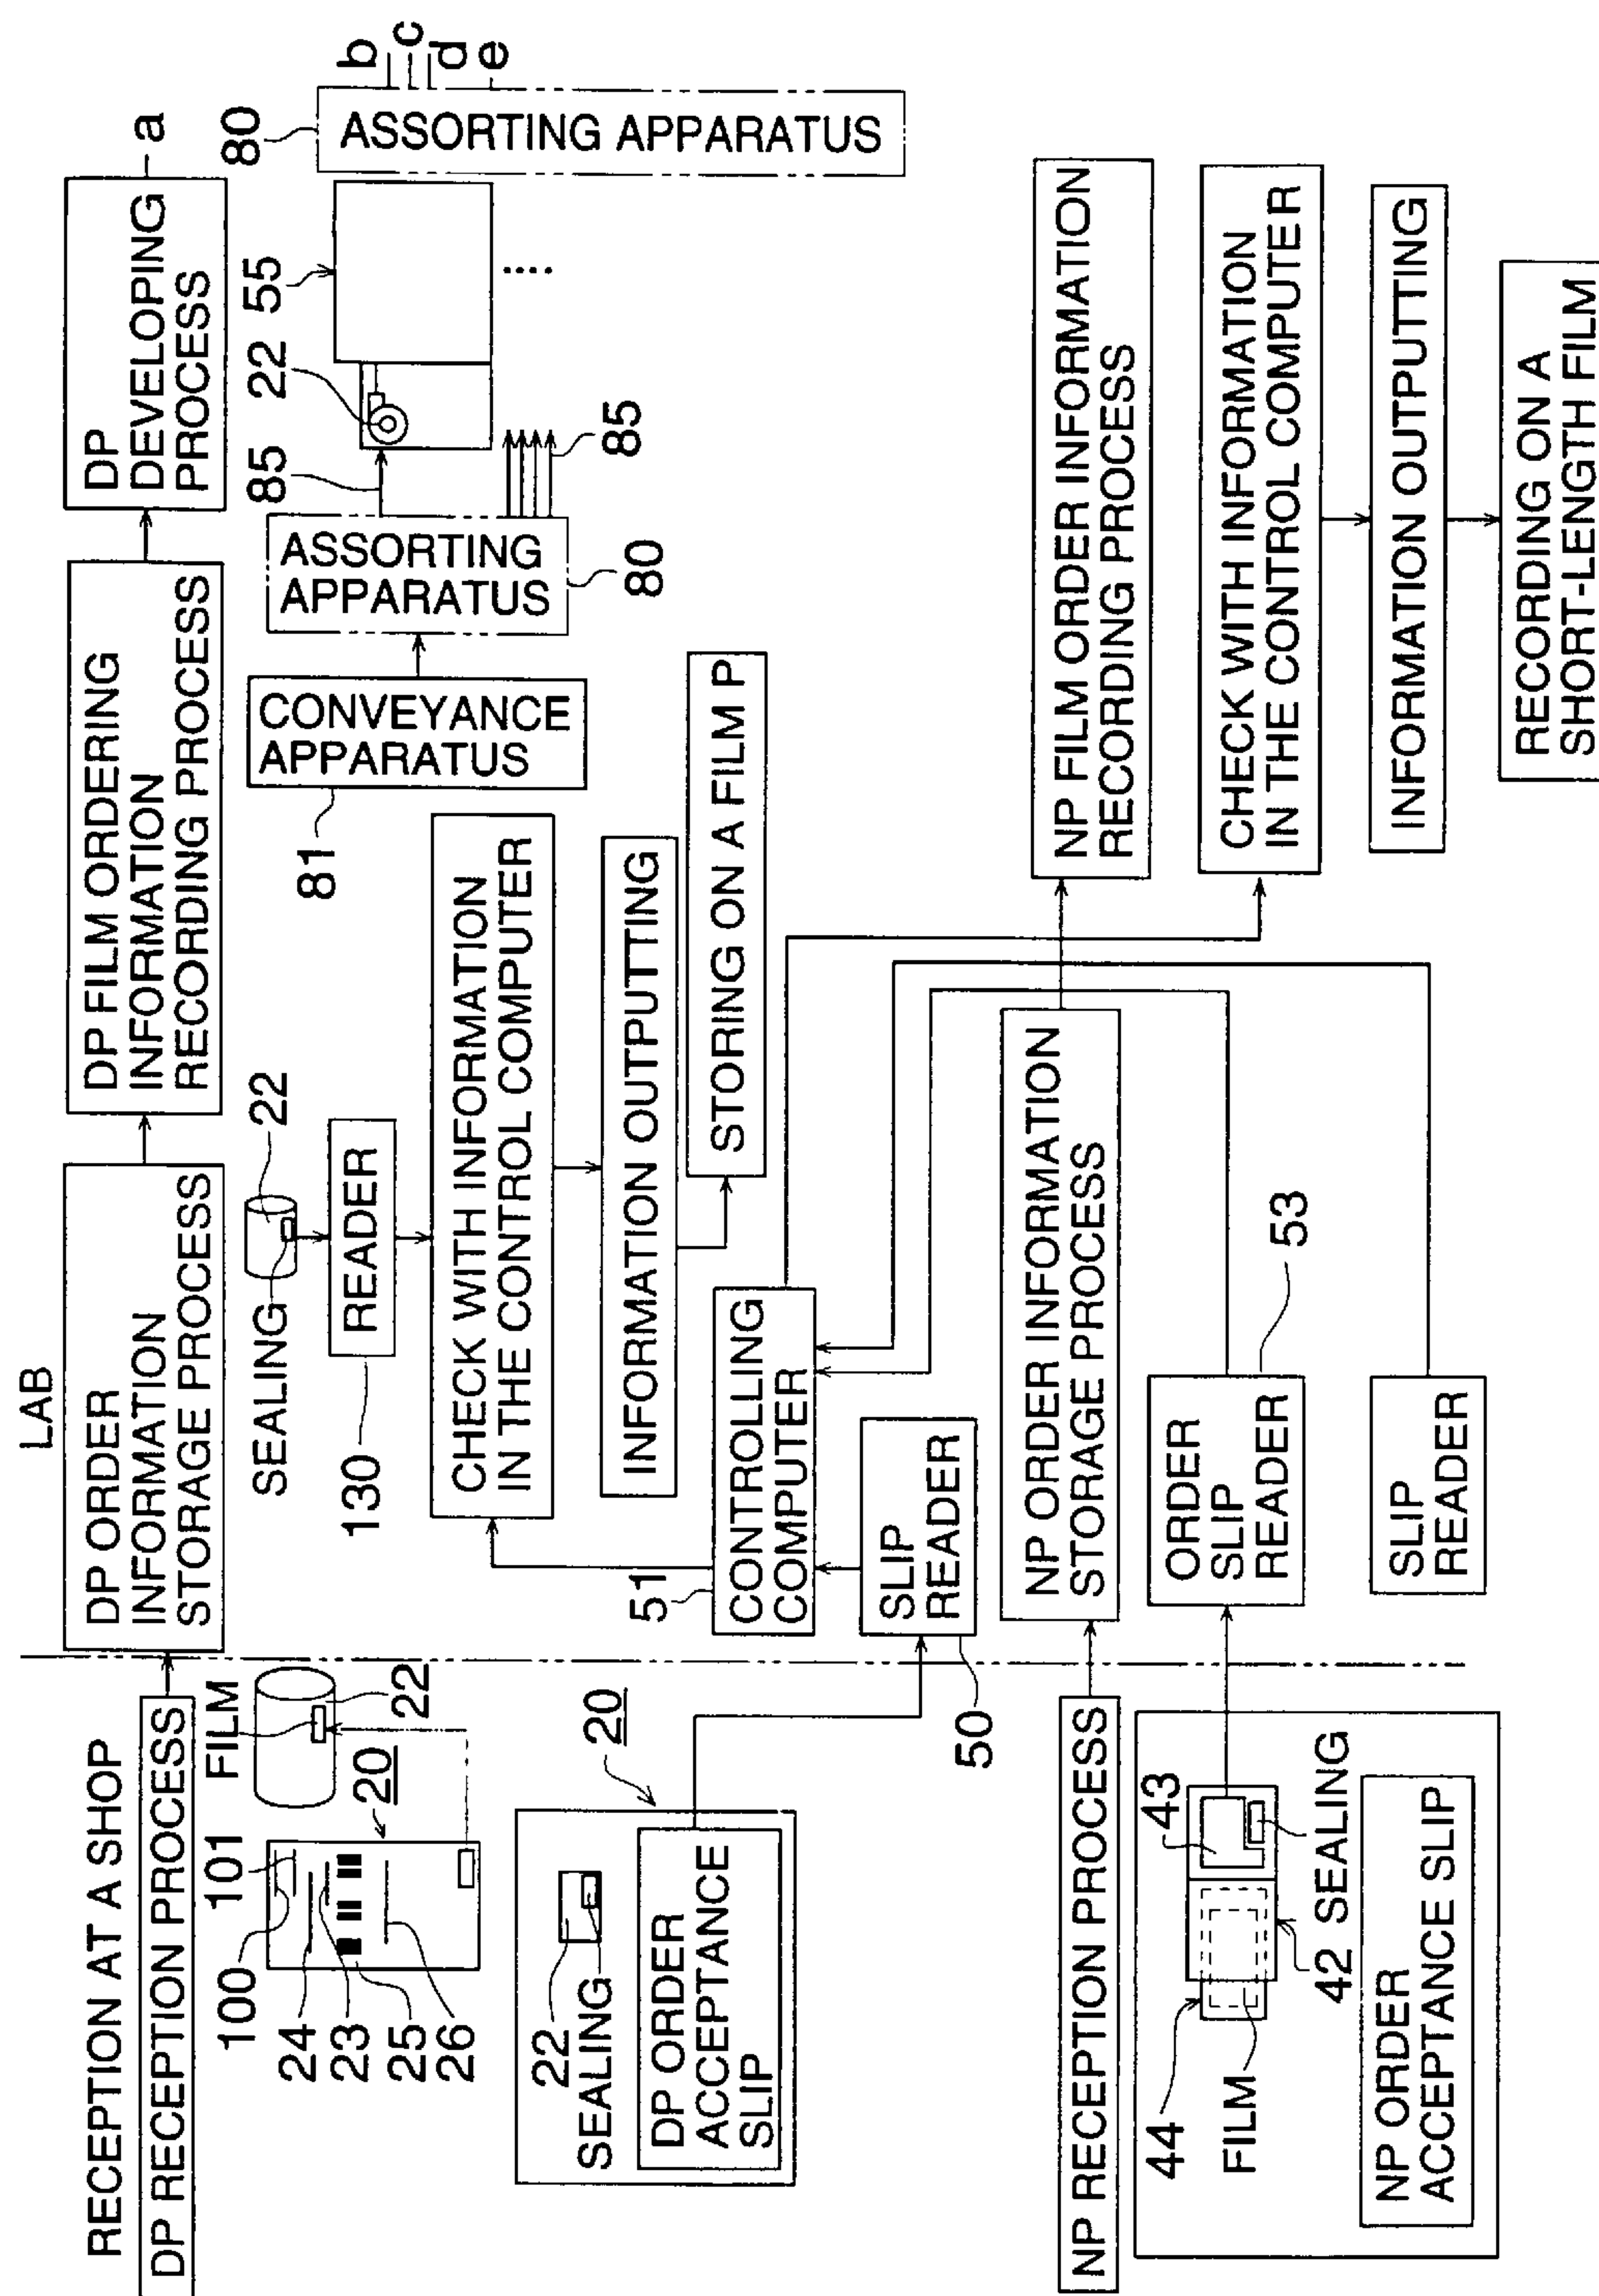 RECEPTION AT A SHOP
LAB
DP RECEPTION PROCESS
DP ORDER
INFORMATION
STORAGE PROCESS
DP FILM ORDERING
INFORMATION
RECORDING PROCESS
DP
DEVELOPING
PROCESS
a
100
101
FILM
22
20
24
23
25
26
SEALING
22
READER
130
CONVEYANCE
APPARATUS
81
ASSORTING
APPARATUS
80
85
22
55
85
80
ASSORTING APPARATUS
b
c
d
e
22
SEALING
20
DP ORDER
ACCEPTANCE
SLIP
CHECK WITH INFORMATION
IN THE CONTROL COMPUTER
INFORMATION OUTPUTTING
STORING ON A FILM P
51
CONTROLLING
COMPUTER
SLIP
READER
50
NP RECEPTION PROCESS
NP ORDER INFORMATION
STORAGE PROCESS
NP FILM ORDER INFORMATION
RECORDING PROCESS
44
FILM
43
42
SEALING
NP ORDER
ACCEPTANCE SLIP
ORDER
SLIP
READER
53
SLIP
READER
CHECK WITH INFORMATION
IN THE CONTROL COMPUTER
INFORMATION OUTPUTTING
RECORDING ON A
SHORT-LENGTH FILM